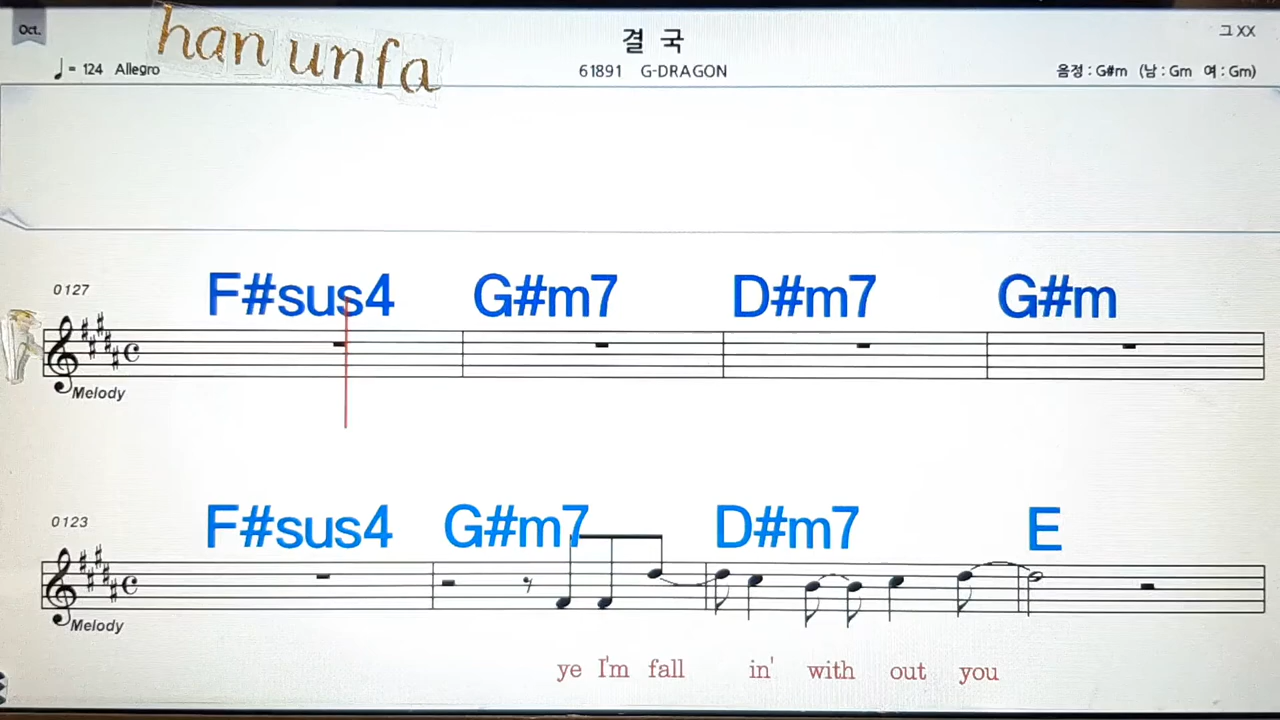 Oct.
han unfa
결 국
그 XX
♩ = 124 Allegro
61891 G-DRAGON
음정 : G#m (남 : Gm 여 : Gm)
F#sus4 G#m7 D#m7 G#m
0127
Melody
F#sus4 G#m7 D#m7 E
0123
Melody
ye I'm fall in' with out you